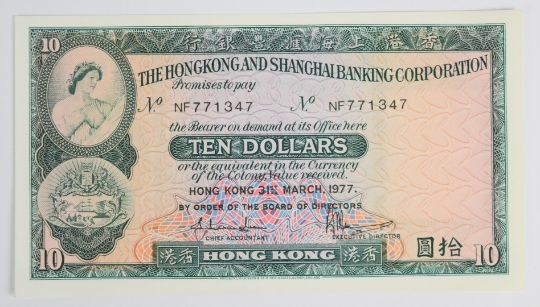 10
行銀豐滙海上港香
THE HONGKONG AND SHANGHAI BANKING CORPORATION
Promises to pay
No NF771347 No NF771347
the Bearer on demand at its Office here
TEN DOLLARS
or the equivalent in the Currency
of the Colony, Value received.
HONG KONG 31ST MARCH, 1977.
BY ORDER OF THE BOARD OF DIRECTORS
CHIEF ACCOUNTANT EXECUTIVE DIRECTOR
10 港香 HONG KONG 港香 圓拾 10